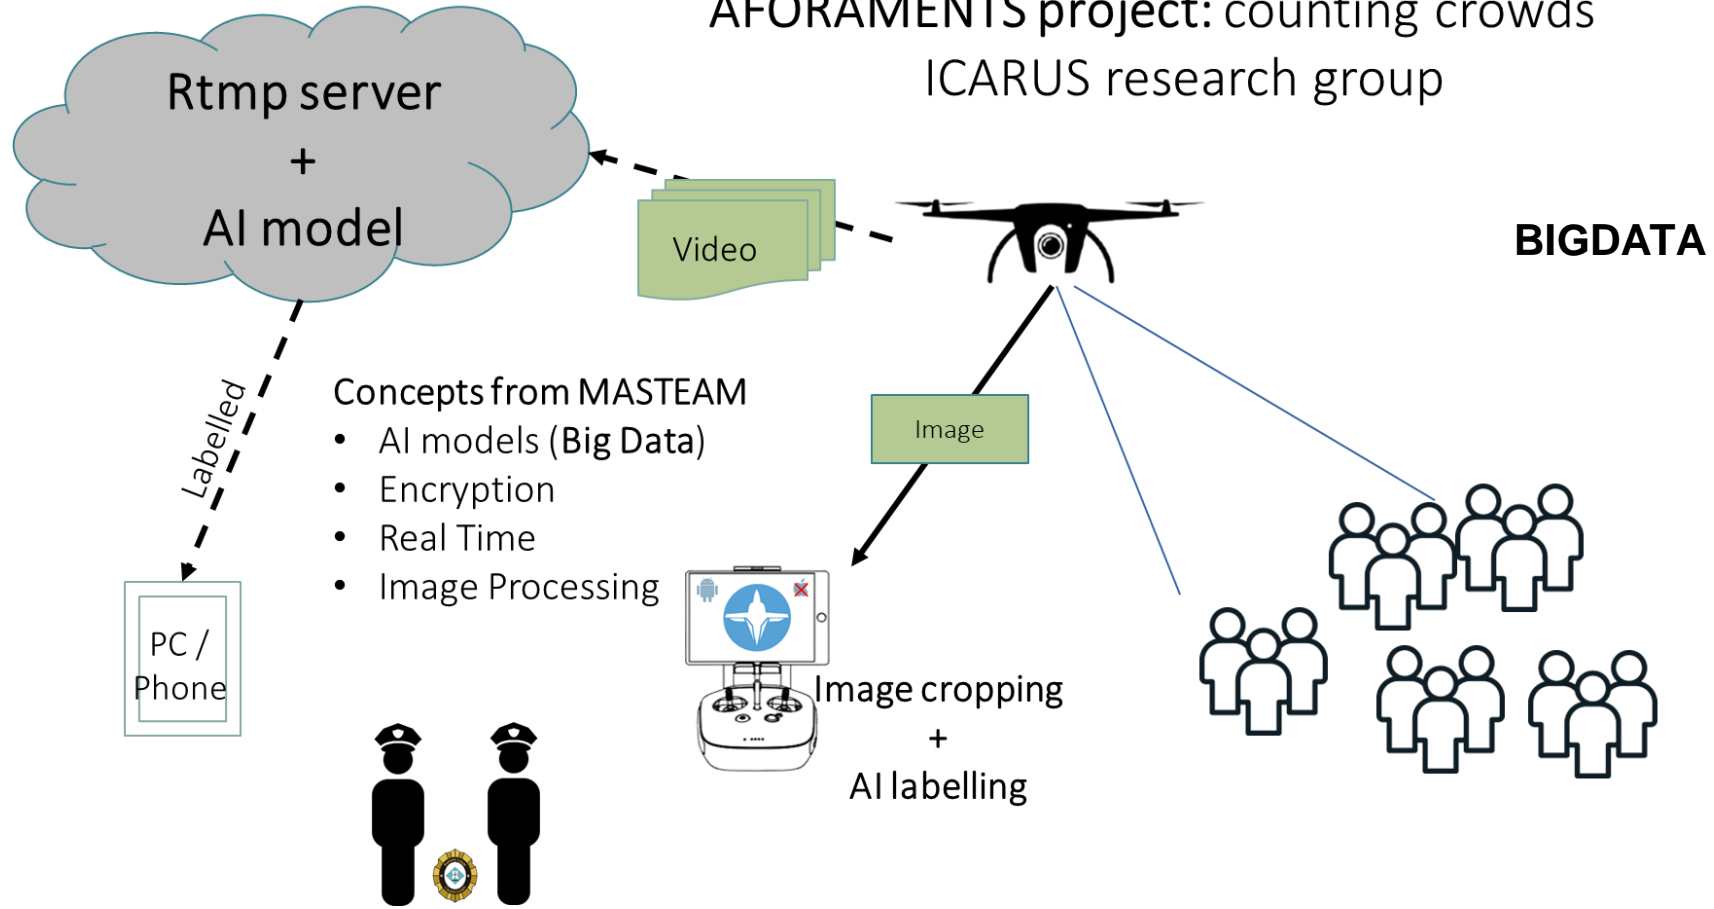 AFORAMENTS project: counting crowds
ICARUS research group
Rtmp server
+
AI model
Video
BIGDATA
Labelled
Concepts from MASTEAM
• AI models (Big Data)
• Encryption
• Real Time
• Image Processing
Image
PC /
Phone
Image cropping
+
AI labelling